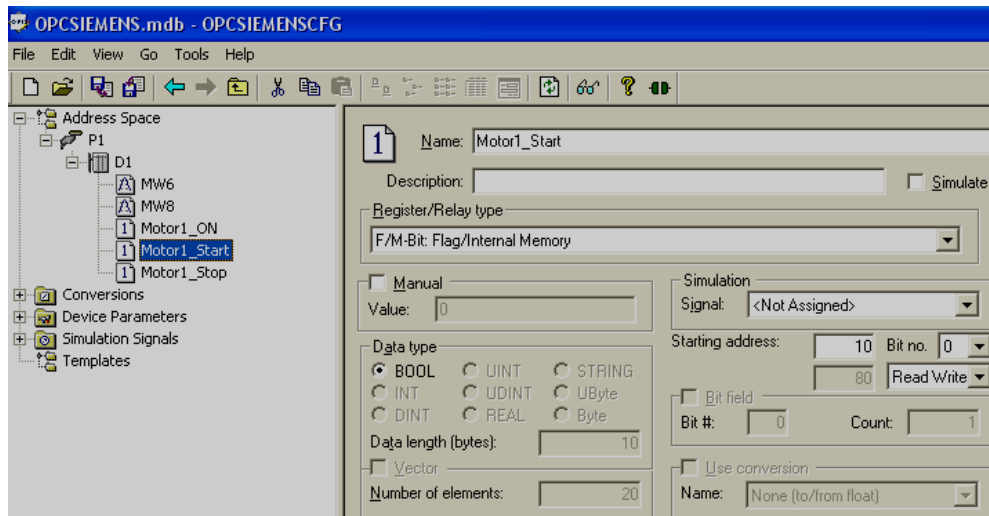 OPCSIEMENS.mdb - OPCSIEMENSCFG
File Edit View Go Tools Help
Address Space
P1
D1
MW6
MW8
Motor1_ON
Motor1_Start
Motor1_Stop
Conversions
Device Parameters
Simulation Signals
Templates
Name: Motor1_Start
Description: Simulate
Register/Relay type
F/M-Bit: Flag/Internal Memory
Manual
Value: 0
Simulation
Signal: <Not Assigned>
Data type
BOOL UINT STRING
INT UDINT UByte
DINT REAL Byte
Data length (bytes): 10
Vector
Number of elements: 20
Starting address: 10 Bit no. 0
80 Read Write
Bit field
Bit #: 0 Count: 1
Use conversion
Name: None (to/from float)